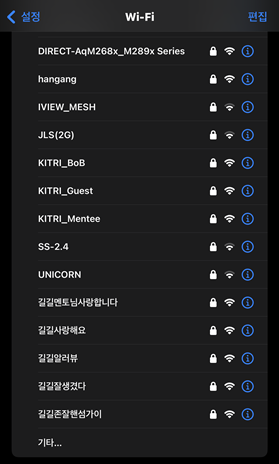 설정 Wi-Fi 편집
DIRECT-AqM268x_M289x Series
hangang
IVIEW_MESH
JLS(2G)
KITRI_BoB
KITRI_Guest
KITRI_Mentee
SS-2.4
UNICORN
길길멘토님사랑합니다
길길사랑해요
길길알러뷰
길길잘생겼다
길길존잘핸섬가이
기타...